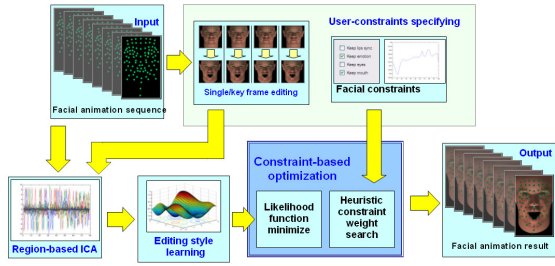 Input
User-constraints specifying
Keep lips sync
Keep emotion
Keep eyes
Keep mouth
Single/key frame editing
Facial constraints
Facial animation sequence
Constraint-based
optimization
Output
Likelihood
function
minimize
Heuristic
constraint
weight
search
Region-based ICA
Editing style
learning
Facial animation result